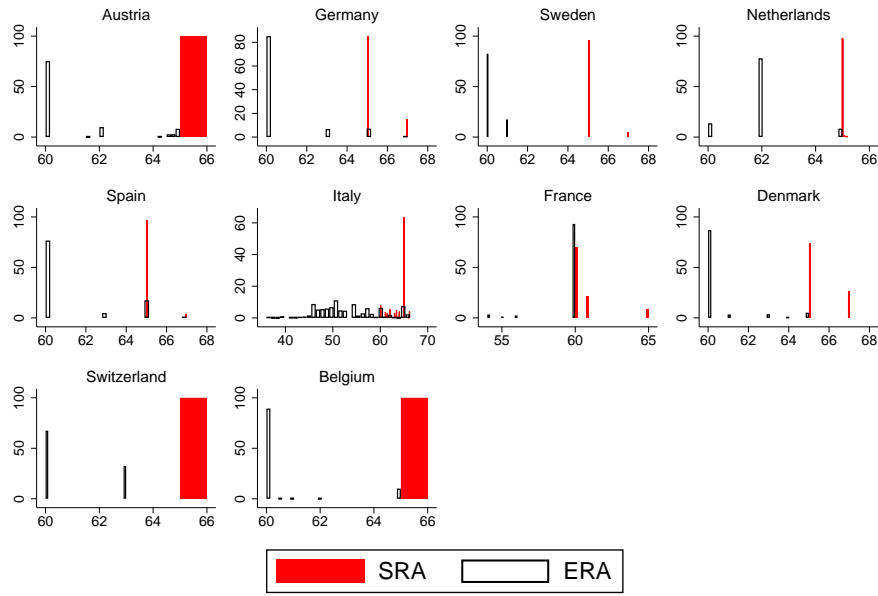 Austria Germany Sweden Netherlands
100 80 100 100
60
50 40 50 50
20
0 0 0 0
60 62 64 66 60 62 64 66 68 60 62 64 66 68 60 62 64 66
Spain Italy France Denmark
100 60 100 100
40
50 20 50 50
0 0 0 0
60 62 64 66 68 40 50 60 70 55 60 65 60 62 64 66 68
Switzerland Belgium
100 100
50 50
0 0
60 62 64 66 60 62 64 66
SRA ERA